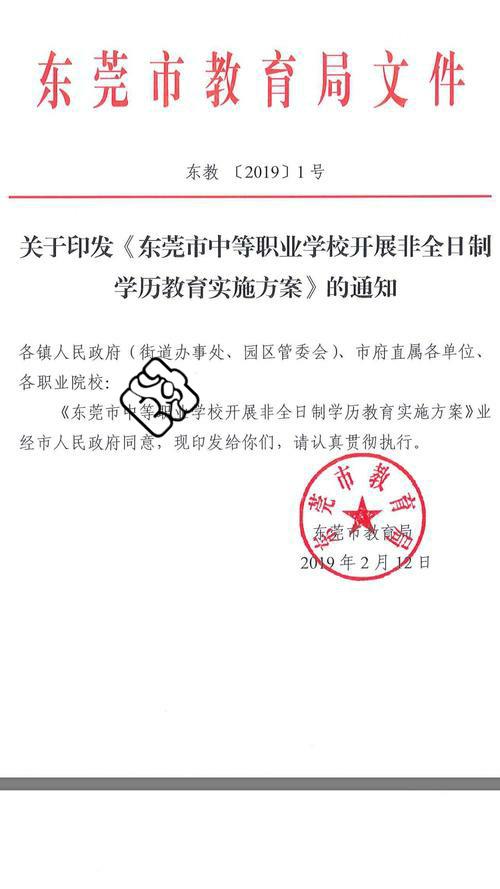 东莞市教育局文件
东教〔2019〕1号
关于印发《东莞市中等职业学校开展非全日制
学历教育实施方案》的通知
各镇人民政府（街道办事处、园区管委会）、市府直属各单位、
各职业院校：
《东莞市中等职业学校开展非全日制学历教育实施方案》业
经市人民政府同意，现印发给你们，请认真贯彻执行。
东莞市教育局
东莞市教育局
2019年2月12日